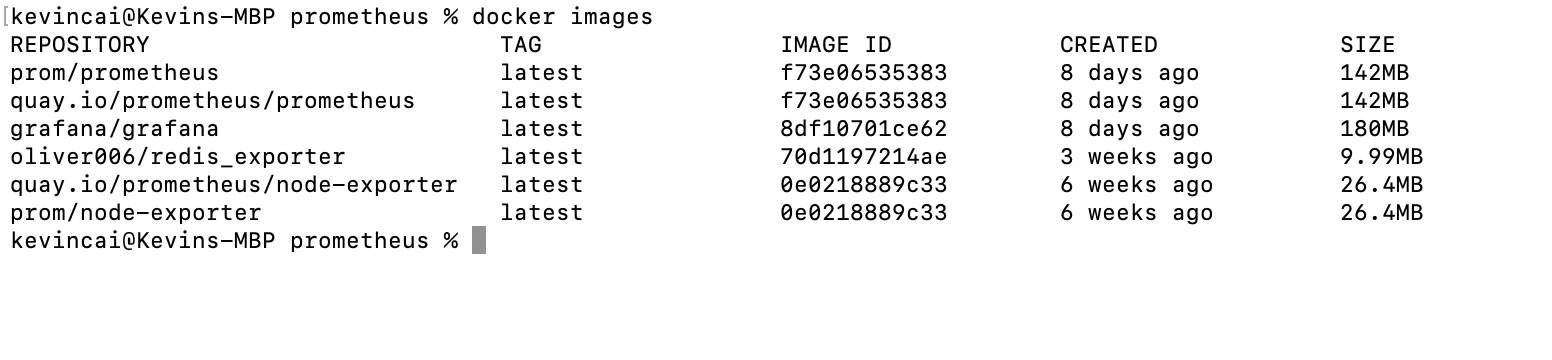 [kevincai@Kevins-MBP prometheus % docker images
REPOSITORY TAG IMAGE ID CREATED SIZE
prom/prometheus latest f73e06535383 8 days ago 142MB
quay.io/prometheus/prometheus latest f73e06535383 8 days ago 142MB
grafana/grafana latest 8df10701ce62 8 days ago 180MB
oliver006/redis_exporter latest 70d1197214ae 3 weeks ago 9.99MB
quay.io/prometheus/node-exporter latest 0e0218889c33 6 weeks ago 26.4MB
prom/node-exporter latest 0e0218889c33 6 weeks ago 26.4MB
kevincai@Kevins-MBP prometheus %